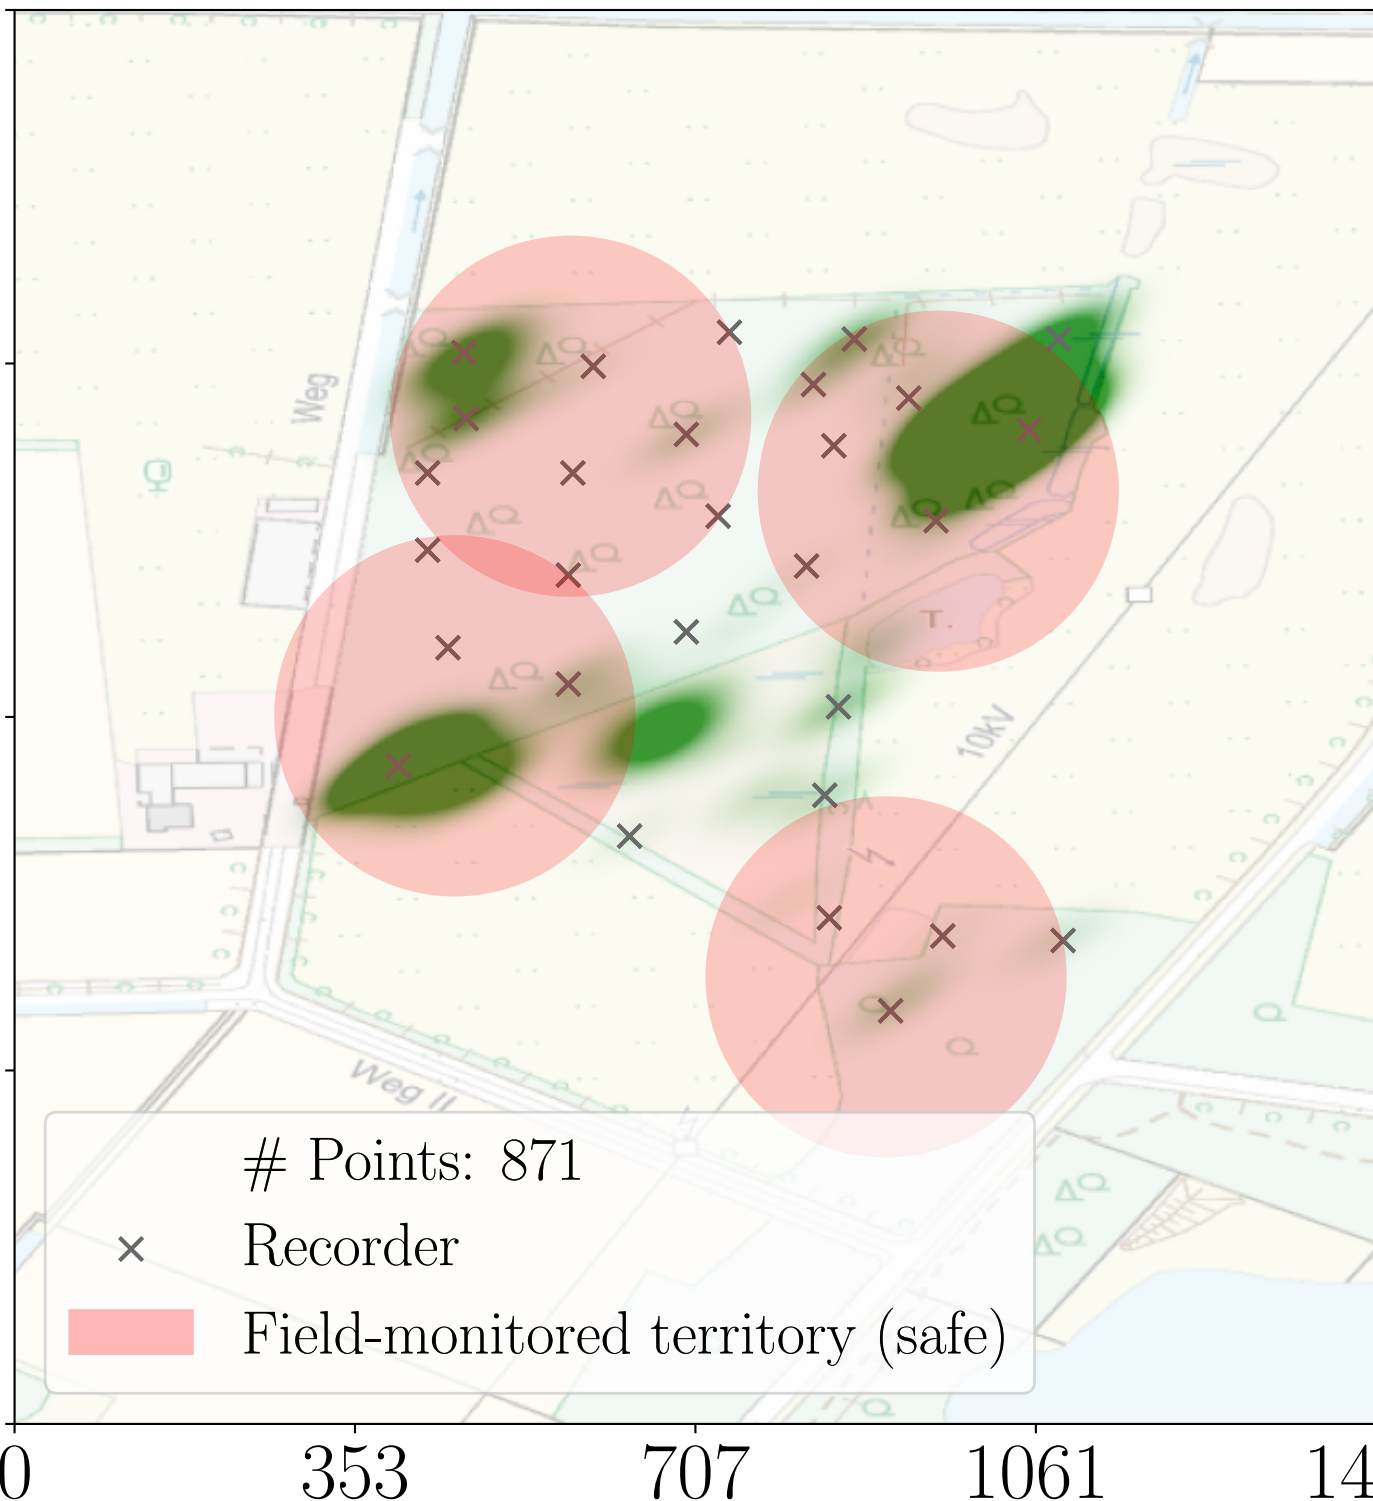 Weg
T.
10kV
Weg II
# Points: 871
Recorder
Field-monitored territory (safe)
0 353 707 1061 14